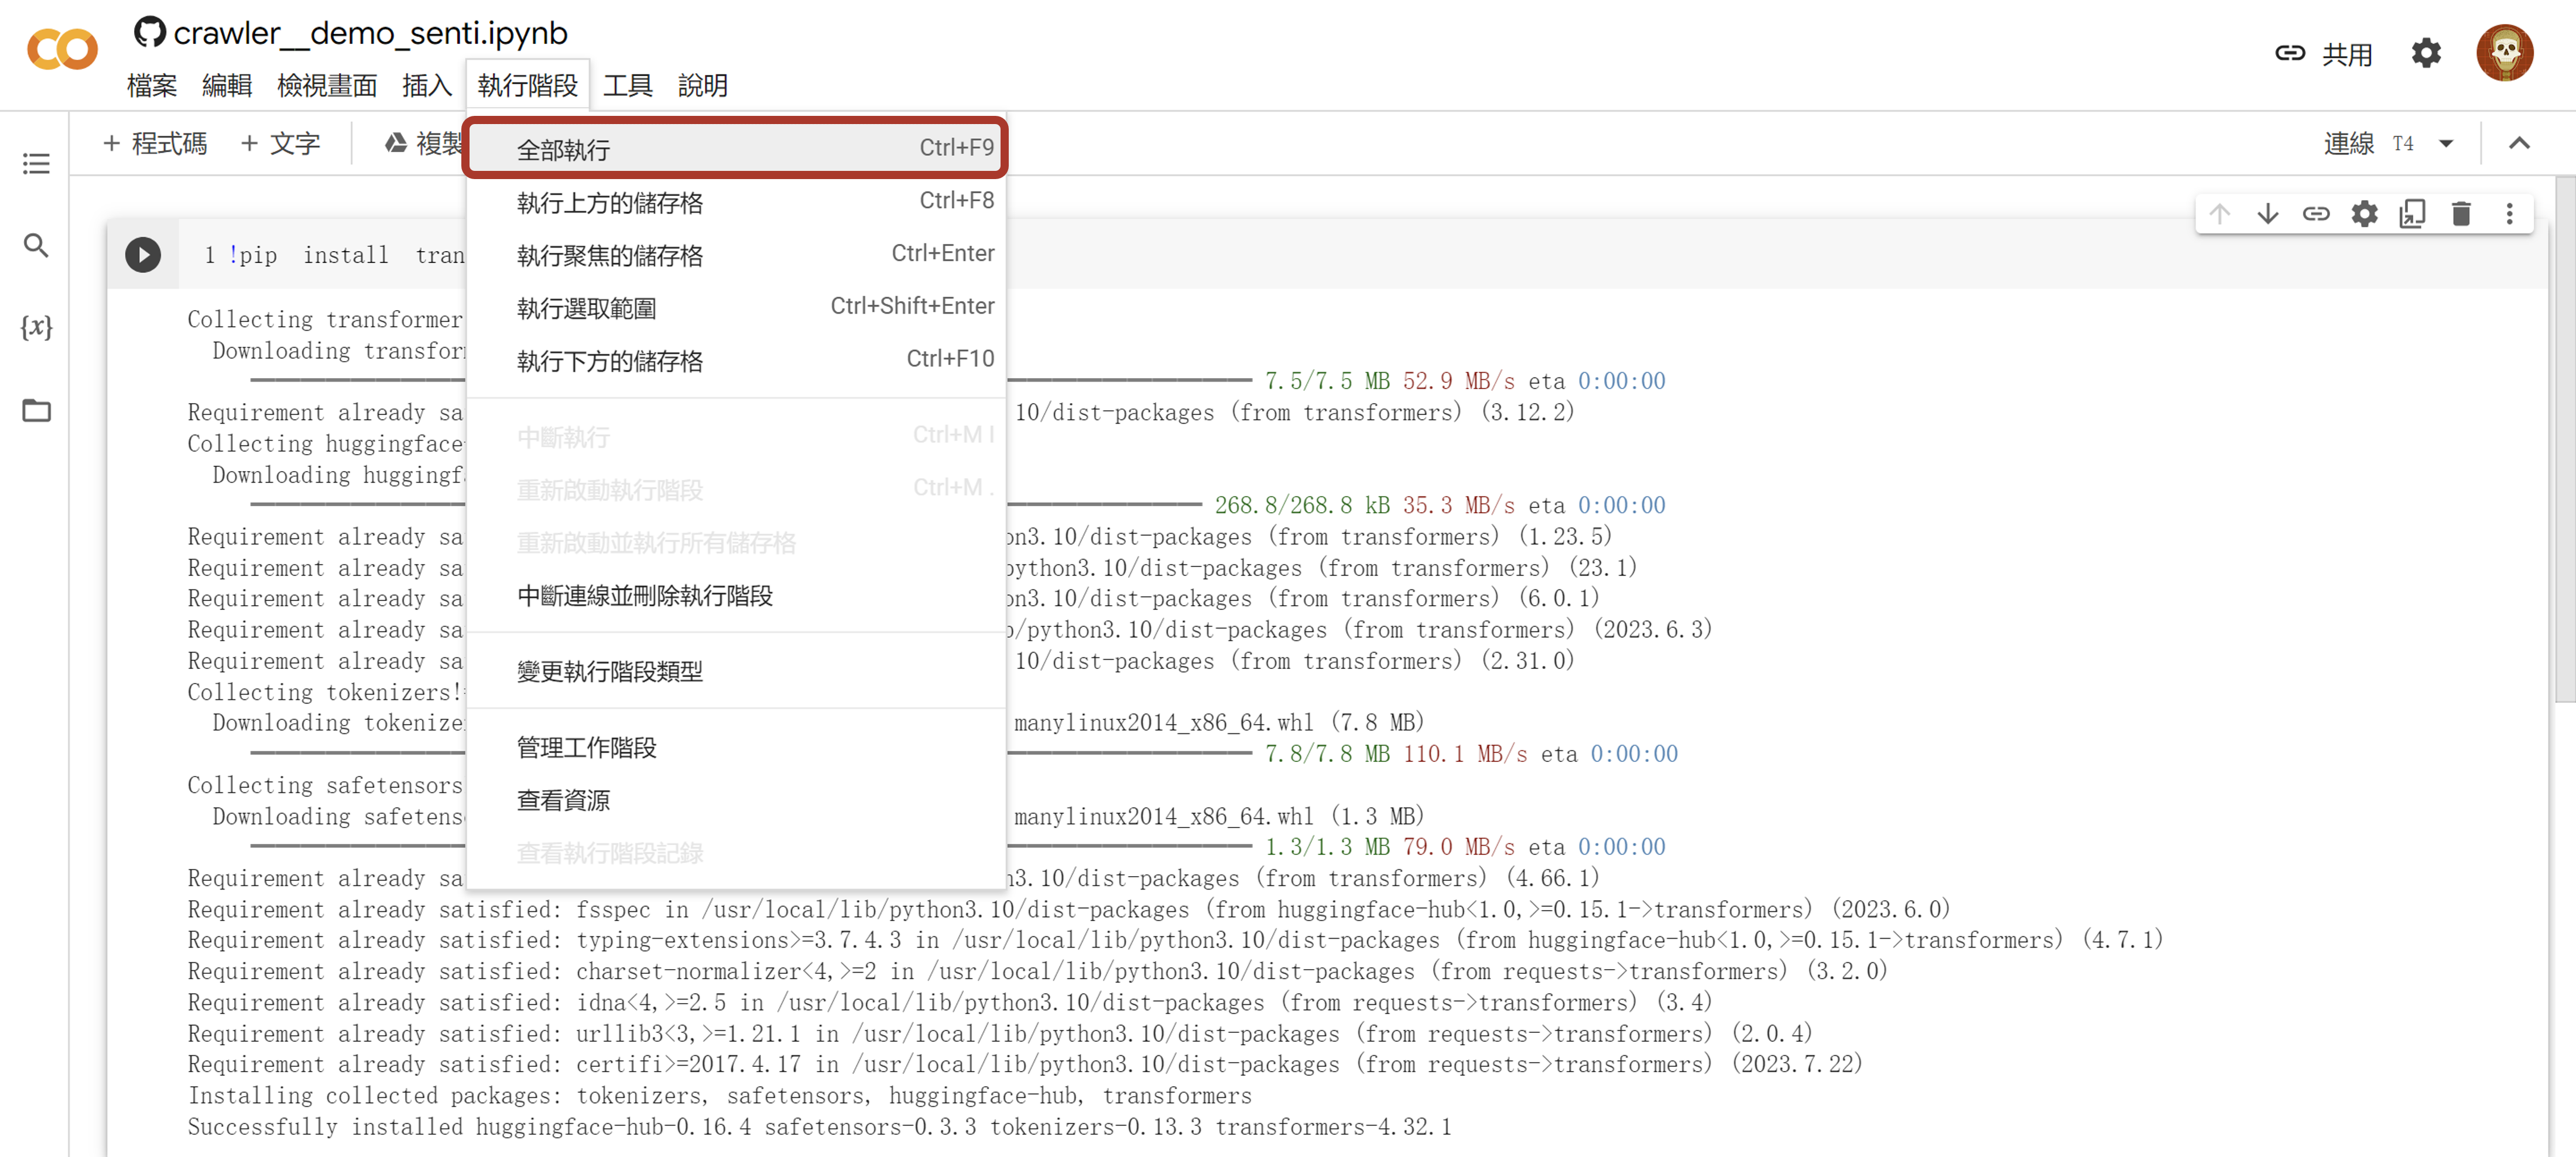 crawler__demo_senti.ipynb
檔案 編輯 檢視畫面 插入 執行階段 工具 說明
共用
+ 程式碼 + 文字 複製
連線 T4
全部執行 Ctrl+F9
執行上方的儲存格 Ctrl+F8
執行聚焦的儲存格 Ctrl+Enter
執行選取範圍 Ctrl+Shift+Enter
執行下方的儲存格 Ctrl+F10
中斷執行 Ctrl+M I
重新啟動執行階段 Ctrl+M .
重新啟動並執行所有儲存格
中斷連線並刪除執行階段
變更執行階段類型
管理工作階段
查看資源
查看執行階段記錄
{x}
1 !pip install tran
Collecting transformer
Downloading transfor
7.5/7.5 MB 52.9 MB/s eta 0:00:00
Requirement already sa 10/dist-packages (from transformers) (3.12.2)
Collecting huggingface
Downloading huggingf
268.8/268.8 kB 35.3 MB/s eta 0:00:00
Requirement already sa on3.10/dist-packages (from transformers) (1.23.5)
Requirement already sa python3.10/dist-packages (from transformers) (23.1)
Requirement already sa on3.10/dist-packages (from transformers) (6.0.1)
Requirement already sa b/python3.10/dist-packages (from transformers) (2023.6.3)
Requirement already sa 10/dist-packages (from transformers) (2.31.0)
Collecting tokenizers!
Downloading tokenize manylinux2014_x86_64.whl (7.8 MB)
7.8/7.8 MB 110.1 MB/s eta 0:00:00
Collecting safetensors
Downloading safetens manylinux2014_x86_64.whl (1.3 MB)
1.3/1.3 MB 79.0 MB/s eta 0:00:00
Requirement already sa n3.10/dist-packages (from transformers) (4.66.1)
Requirement already satisfied: fsspec in /usr/local/lib/python3.10/dist-packages (from huggingface-hub<1.0,>=0.15.1->transformers) (2023.6.0)
Requirement already satisfied: typing-extensions>=3.7.4.3 in /usr/local/lib/python3.10/dist-packages (from huggingface-hub<1.0,>=0.15.1->transformers) (4.7.1)
Requirement already satisfied: charset-normalizer<4,>=2 in /usr/local/lib/python3.10/dist-packages (from requests->transformers) (3.2.0)
Requirement already satisfied: idna<4,>=2.5 in /usr/local/lib/python3.10/dist-packages (from requests->transformers) (3.4)
Requirement already satisfied: urllib3<3,>=1.21.1 in /usr/local/lib/python3.10/dist-packages (from requests->transformers) (2.0.4)
Requirement already satisfied: certifi>=2017.4.17 in /usr/local/lib/python3.10/dist-packages (from requests->transformers) (2023.7.22)
Installing collected packages: tokenizers, safetensors, huggingface-hub, transformers
Successfully installed huggingface-hub-0.16.4 safetensors-0.3.3 tokenizers-0.13.3 transformers-4.32.1